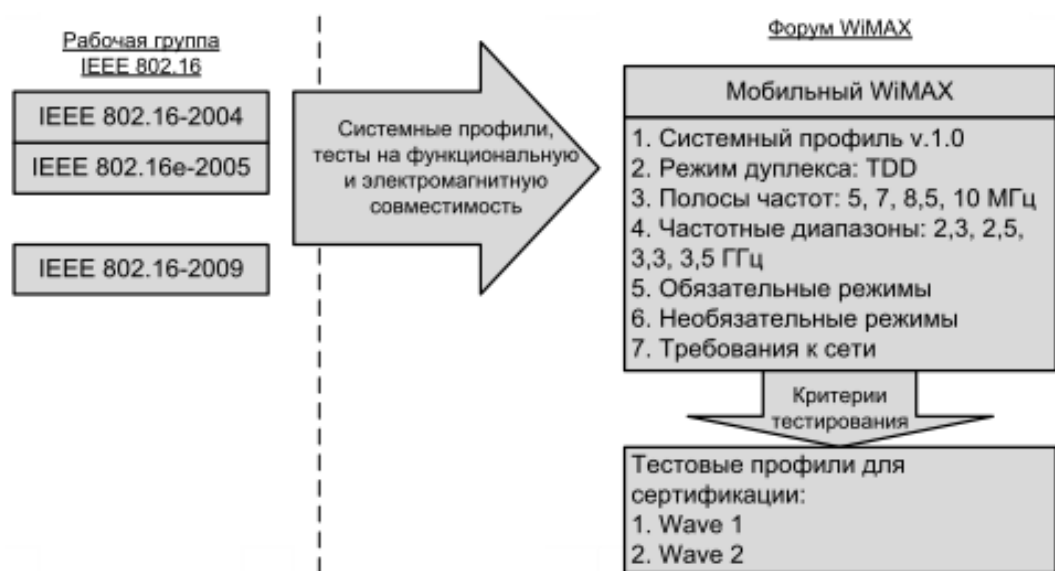 Рабочая группа
IEEE 802.16
IEEE 802.16-2004
IEEE 802.16e-2005
IEEE 802.16-2009
Системные профили,
тесты на функциональную
и электромагнитную
совместимость
Форум WiMAX
Мобильный WiMAX
1. Системный профиль v.1.0
2. Режим дуплекса: TDD
3. Полосы частот: 5, 7, 8,5, 10 МГц
4. Частотные диапазоны: 2,3, 2,5,
3,3, 3,5 ГГц
5. Обязательные режимы
6. Необязательные режимы
7. Требования к сети
Критерии
тестирования
Тестовые профили для
сертификации:
1. Wave 1
2. Wave 2